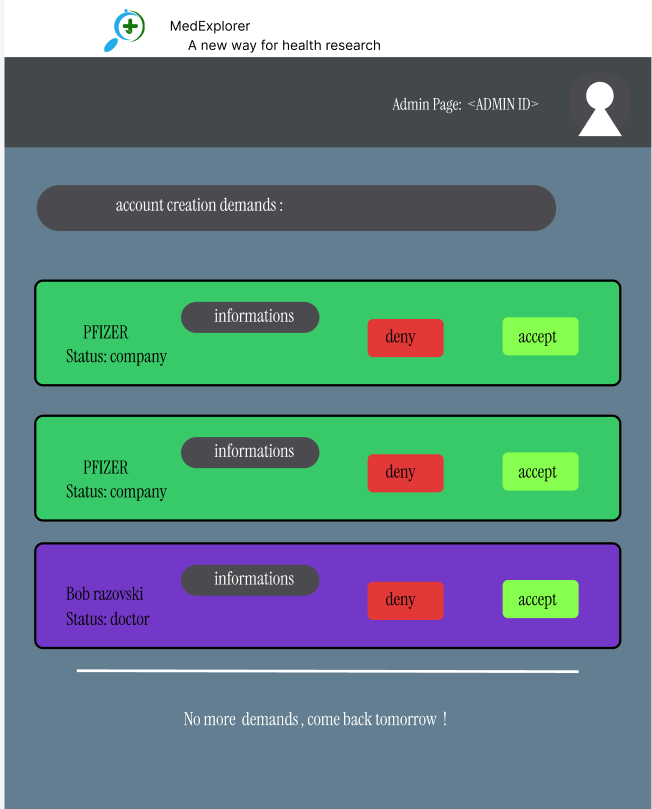 MedExplorer
A new way for health research
Admin Page: <ADMIN ID>
account creation demands :
informations
PFIZER
deny
accept
Status: company
informations
PFIZER
deny
accept
Status: company
informations
Bob razovski
deny
accept
Status: doctor
No more demands , come back tomorrow !